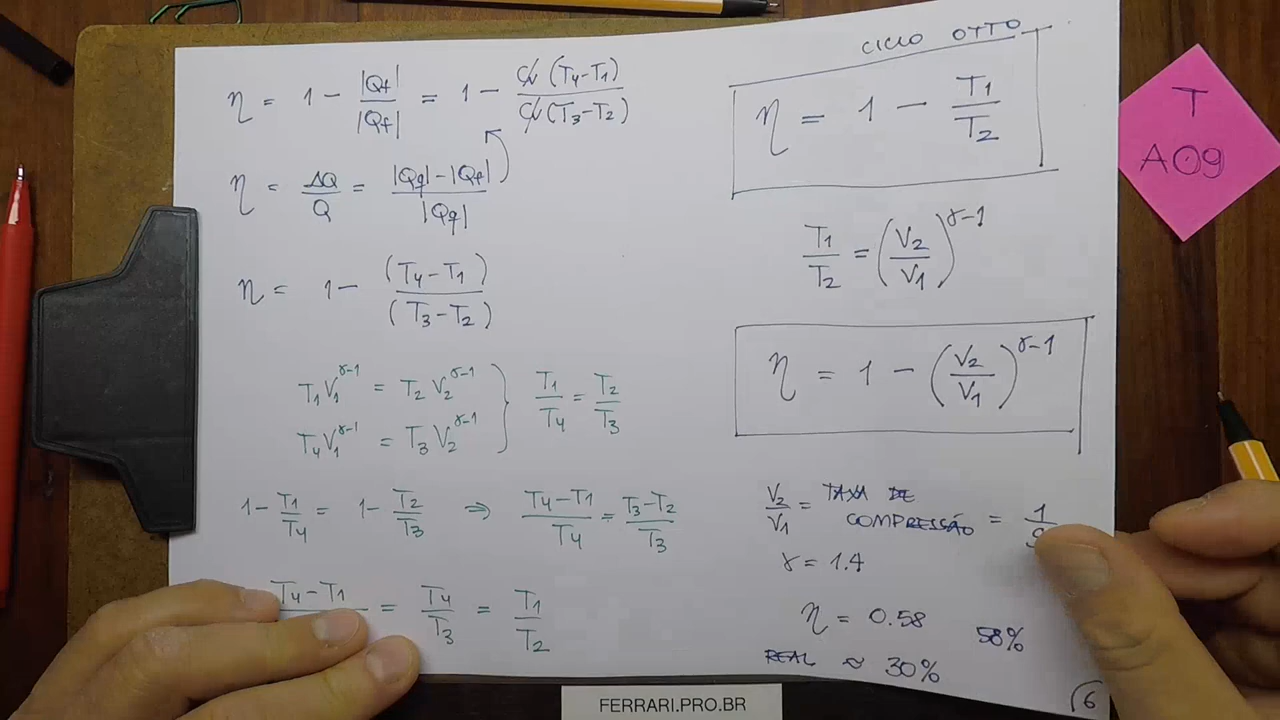 η = 1 - |Qf| / |Qf| = 1 - cv (T4-T1) / cv (T3-T2)
η = ΔQ / Q = |Qq| - |Qf| / |Qq|
η = 1 - (T4-T1) / (T3-T2)
T1 V1^γ-1 = T2 V2^γ-1
T4 V1^γ-1 = T3 V2^γ-1
T1 / T4 = T2 / T3
1 - T1 / T4 = 1 - T2 / T3 ⇒ T4-T1 / T4 = T3-T2 / T3
T4-T1 = T4 / T3 = T1 / T2
CICLO OTTO
η = 1 - T1 / T2
T1 / T2 = (V2 / V1)^γ-1
η = 1 - (V2 / V1)^γ-1
V2 / V1 = TAXA DE
COMPRESSÃO = 1 / 9
γ = 1.4
η = 0.58 58%
REAL ≈ 30%
6
T
A09
FERRARI.PRO.BR